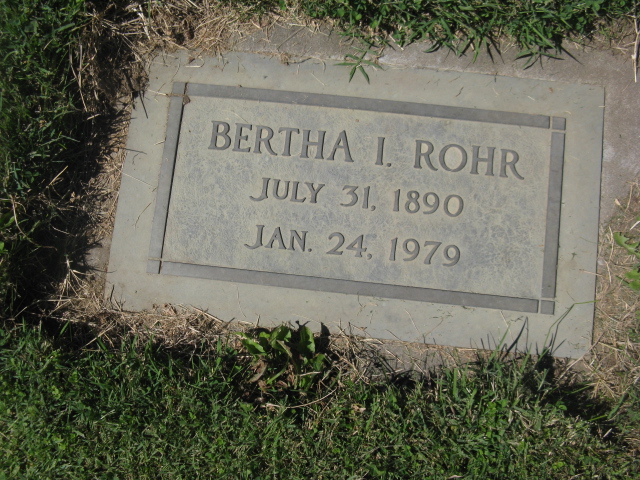 BERTHA I. ROHR
JULY 31, 1890
JAN. 24, 1979